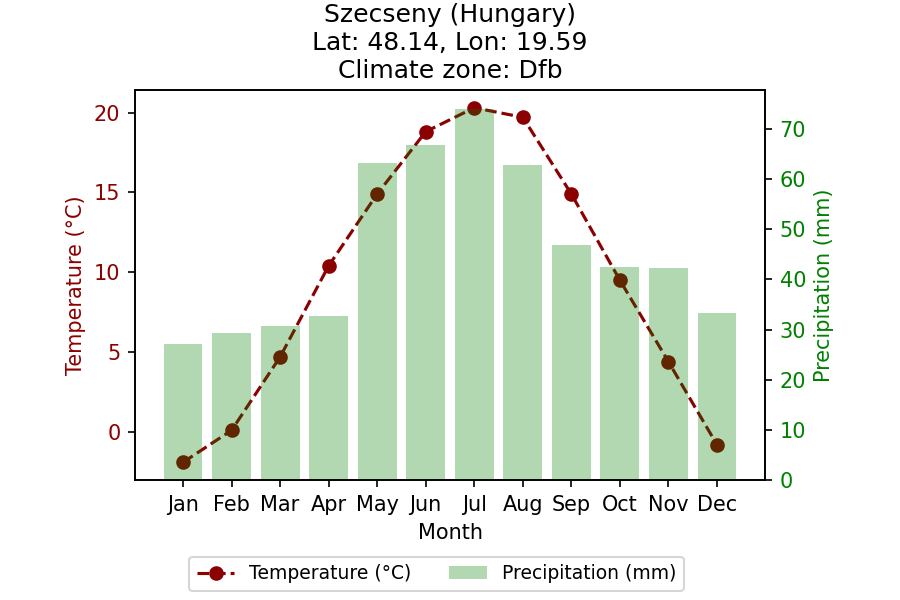 Szecseny (Hungary)
Lat: 48.14, Lon: 19.59
Climate zone: Dfb
Temperature (°C)
20
15
10
5
0
70
60
50
40
30
20
10
0
Precipitation (mm)
Jan Feb Mar Apr May Jun Jul Aug Sep Oct Nov Dec
Month
Temperature (°C) Precipitation (mm)